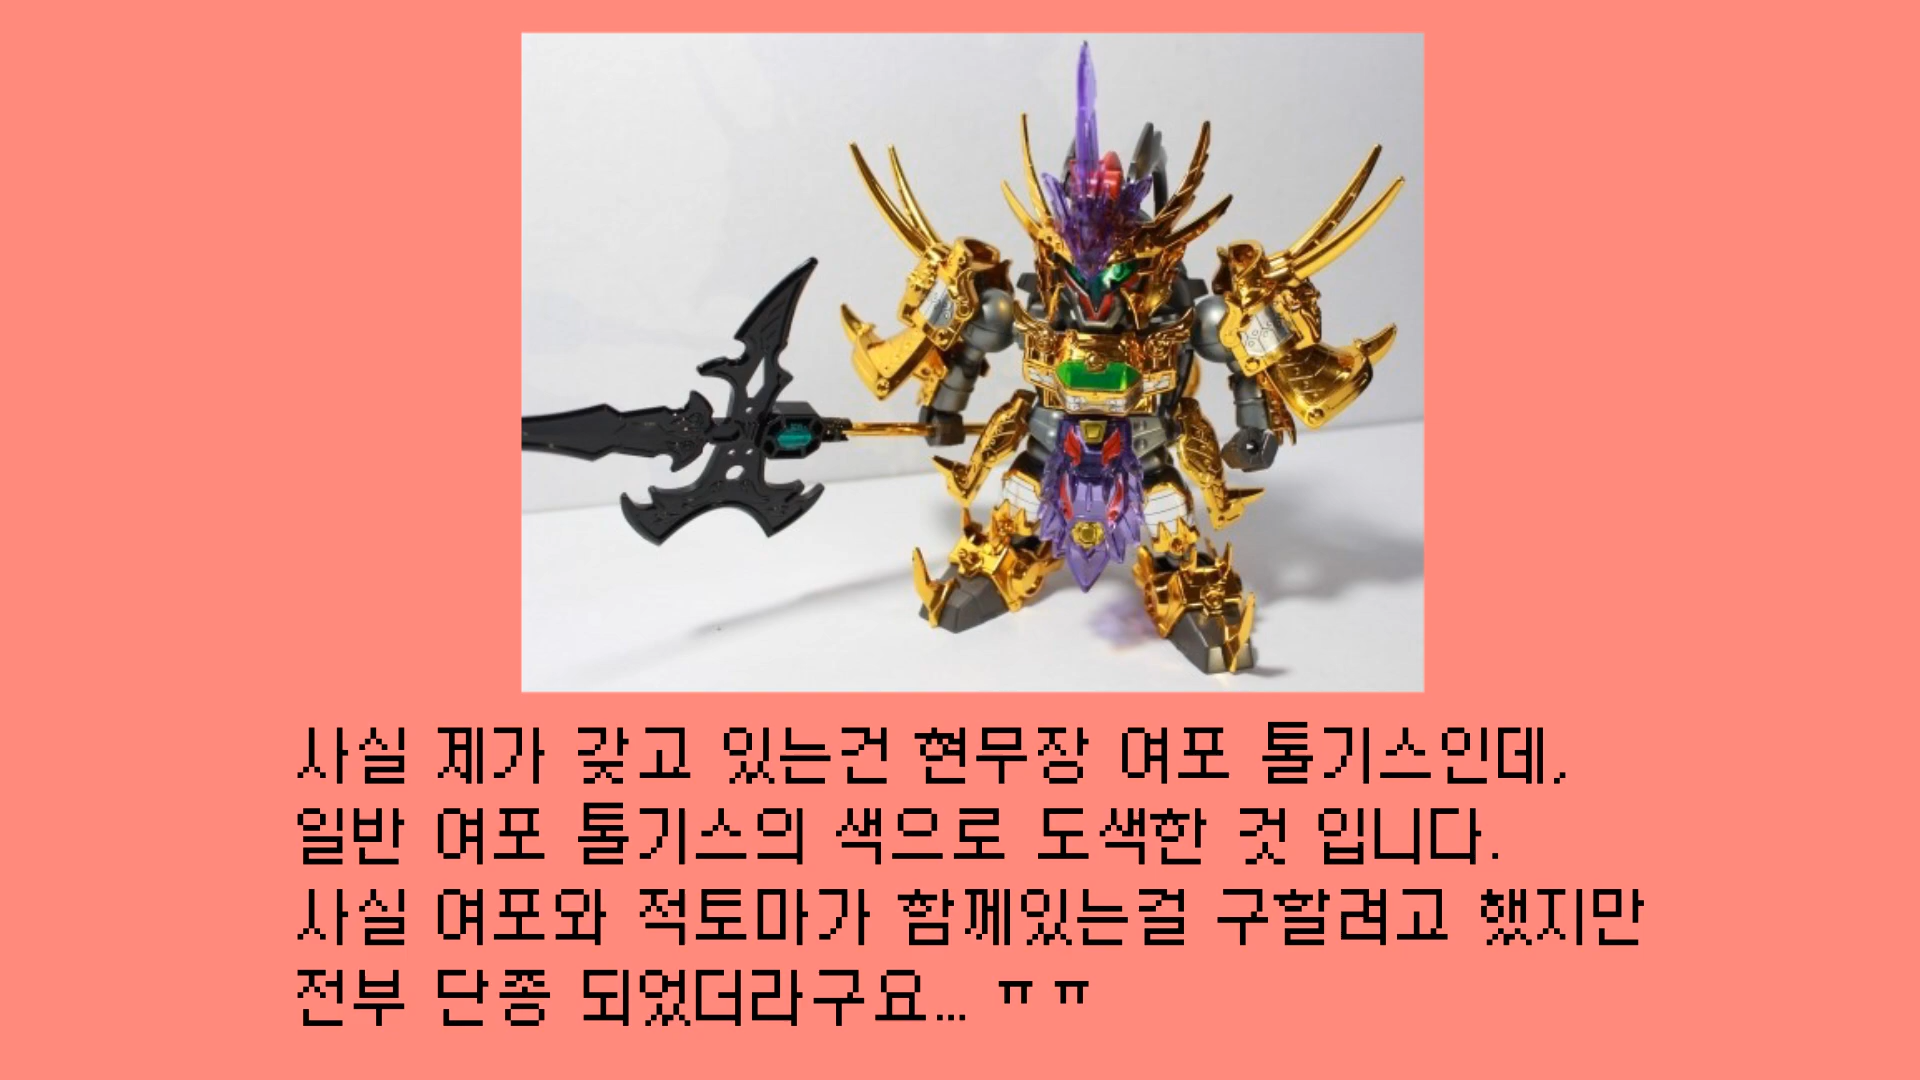 사실 제가 갖고 있는건 현무장 여포 톨기스인데,
일반 여포 톨기스의 색으로 도색한 것 입니다.
사실 여포와 적토마가 함께있는걸 구할려고 했지만
전부 단종 되었더라구요... ㅠㅠ